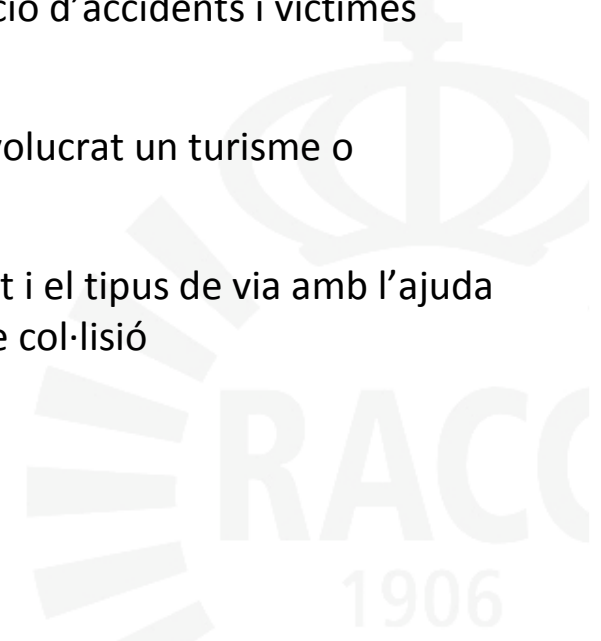 ció d'accidents i víctimes
volucrat un turisme o
t i el tipus de via amb l'ajuda
e col·lisió
RACC
1906